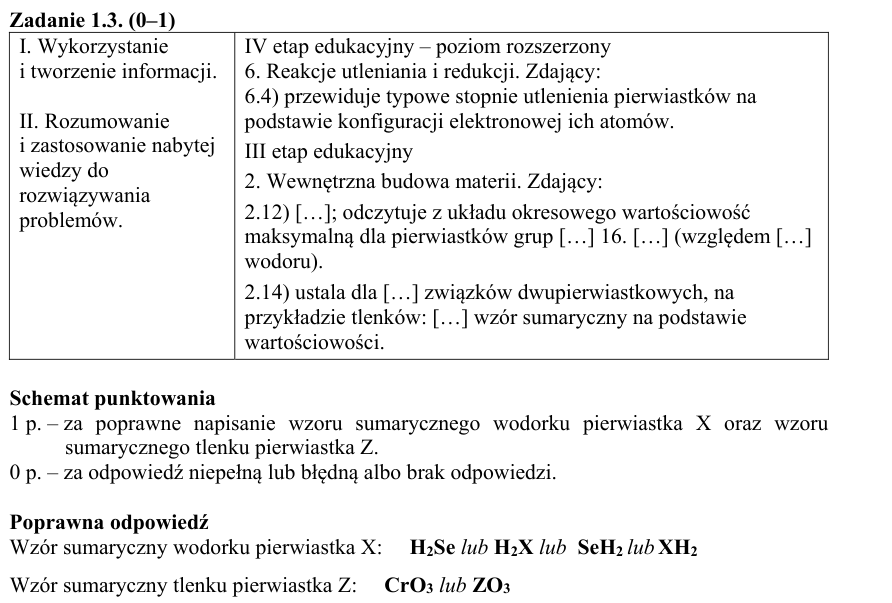 Zadanie 1.3. (0–1)
I. Wykorzystanie
i tworzenie informacji.
II. Rozumowanie
i zastosowanie nabytej
wiedzy do
rozwiązywania
problemów.
IV etap edukacyjny – poziom rozszerzony
6. Reakcje utleniania i redukcji. Zdający:
6.4) przewiduje typowe stopnie utlenienia pierwiastków na
podstawie konfiguracji elektronowej ich atomów.
III etap edukacyjny
2. Wewnętrzna budowa materii. Zdający:
2.12) […]; odczytuje z układu okresowego wartościowość
maksymalną dla pierwiastków grup […] 16. […] (względem […]
wodoru).
2.14) ustala dla […] związków dwupierwiastkowych, na
przykładzie tlenków: […] wzór sumaryczny na podstawie
wartościowości.
Schemat punktowania
1 p. – za poprawne napisanie wzoru sumarycznego wodorku pierwiastka X oraz wzoru
sumarycznego tlenku pierwiastka Z.
0 p. – za odpowiedź niepełną lub błędną albo brak odpowiedzi.
Poprawna odpowiedź
Wzór sumaryczny wodorku pierwiastka X: H₂Se lub H₂X lub SeH₂ lub XH₂
Wzór sumaryczny tlenku pierwiastka Z: CrO₃ lub ZO₃